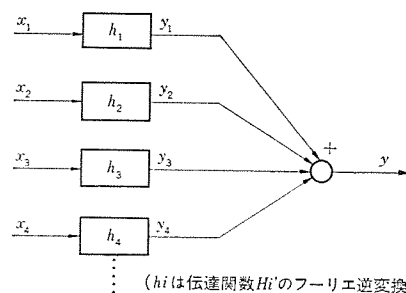 x₁ h₁ y₁
x₂ h₂ y₂
+
x₃ h₃ y₃ y
x₄ h₄ y₄
(hiは伝達関数Hi'のフーリエ逆変換